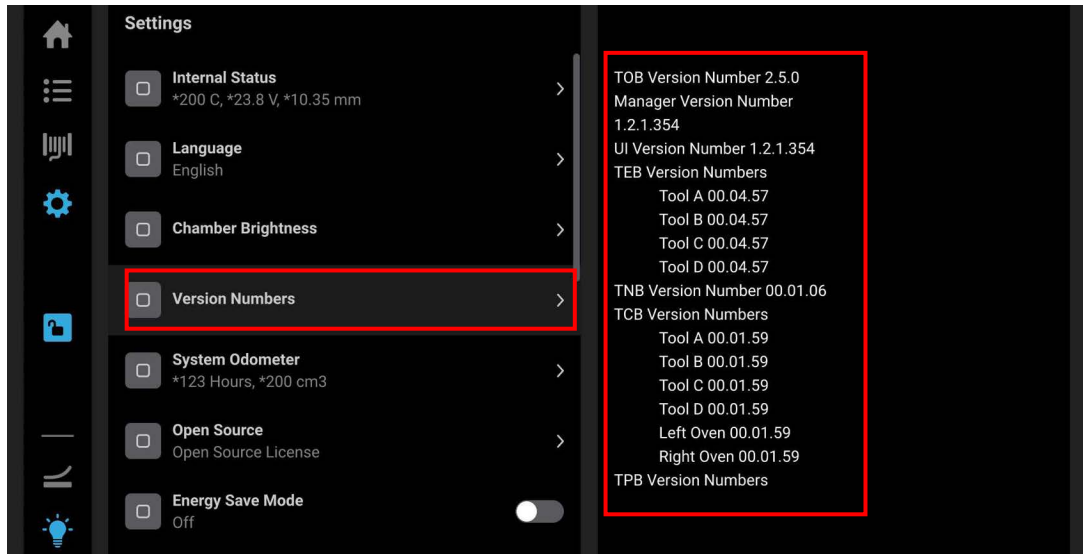 Settings
Internal Status
*200 C, *23.8 V, *10.35 mm
Language
English
Chamber Brightness
Version Numbers
System Odometer
*123 Hours, *200 cm3
Open Source
Open Source License
Energy Save Mode
Off
TOB Version Number 2.5.0
Manager Version Number
1.2.1.354
UI Version Number 1.2.1.354
TEB Version Numbers
Tool A 00.04.57
Tool B 00.04.57
Tool C 00.04.57
Tool D 00.04.57
TNB Version Number 00.01.06
TCB Version Numbers
Tool A 00.01.59
Tool B 00.01.59
Tool C 00.01.59
Tool D 00.01.59
Left Oven 00.01.59
Right Oven 00.01.59
TPB Version Numbers